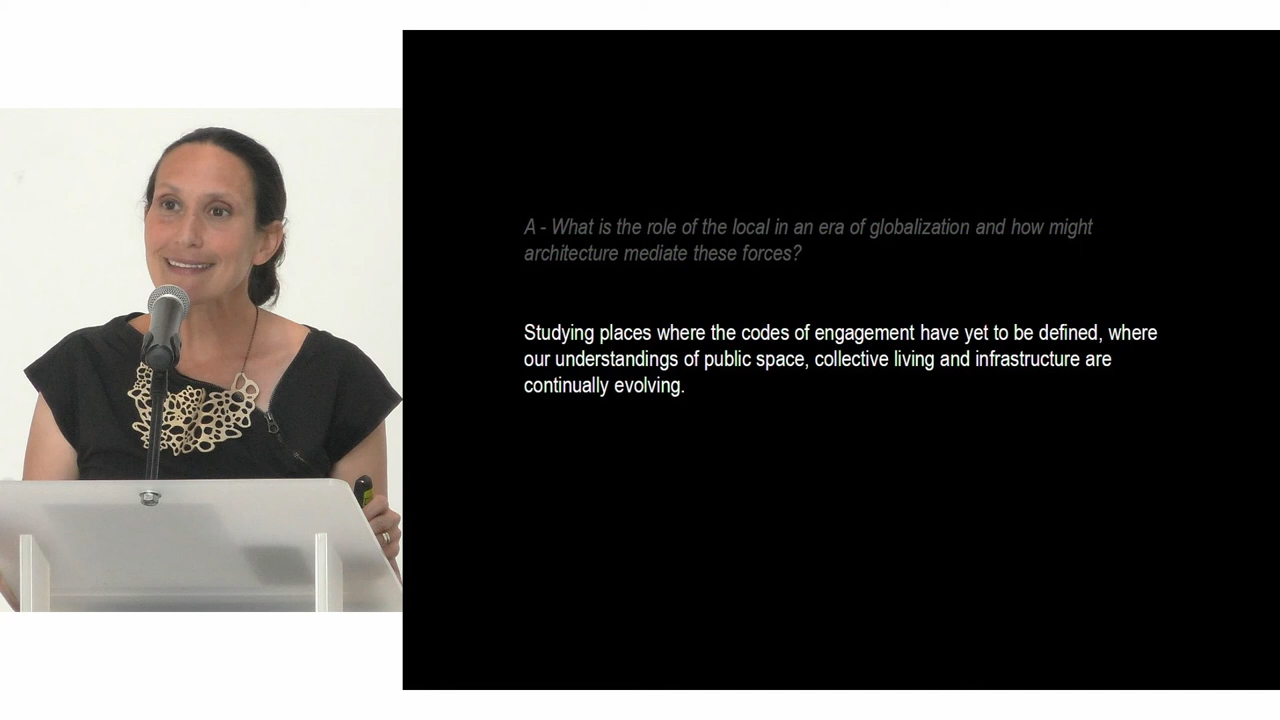 A - What is the role of the local in an era of globalization and how might
architecture mediate these forces?
Studying places where the codes of engagement have yet to be defined, where
our understandings of public space, collective living and infrastructure are
continually evolving.